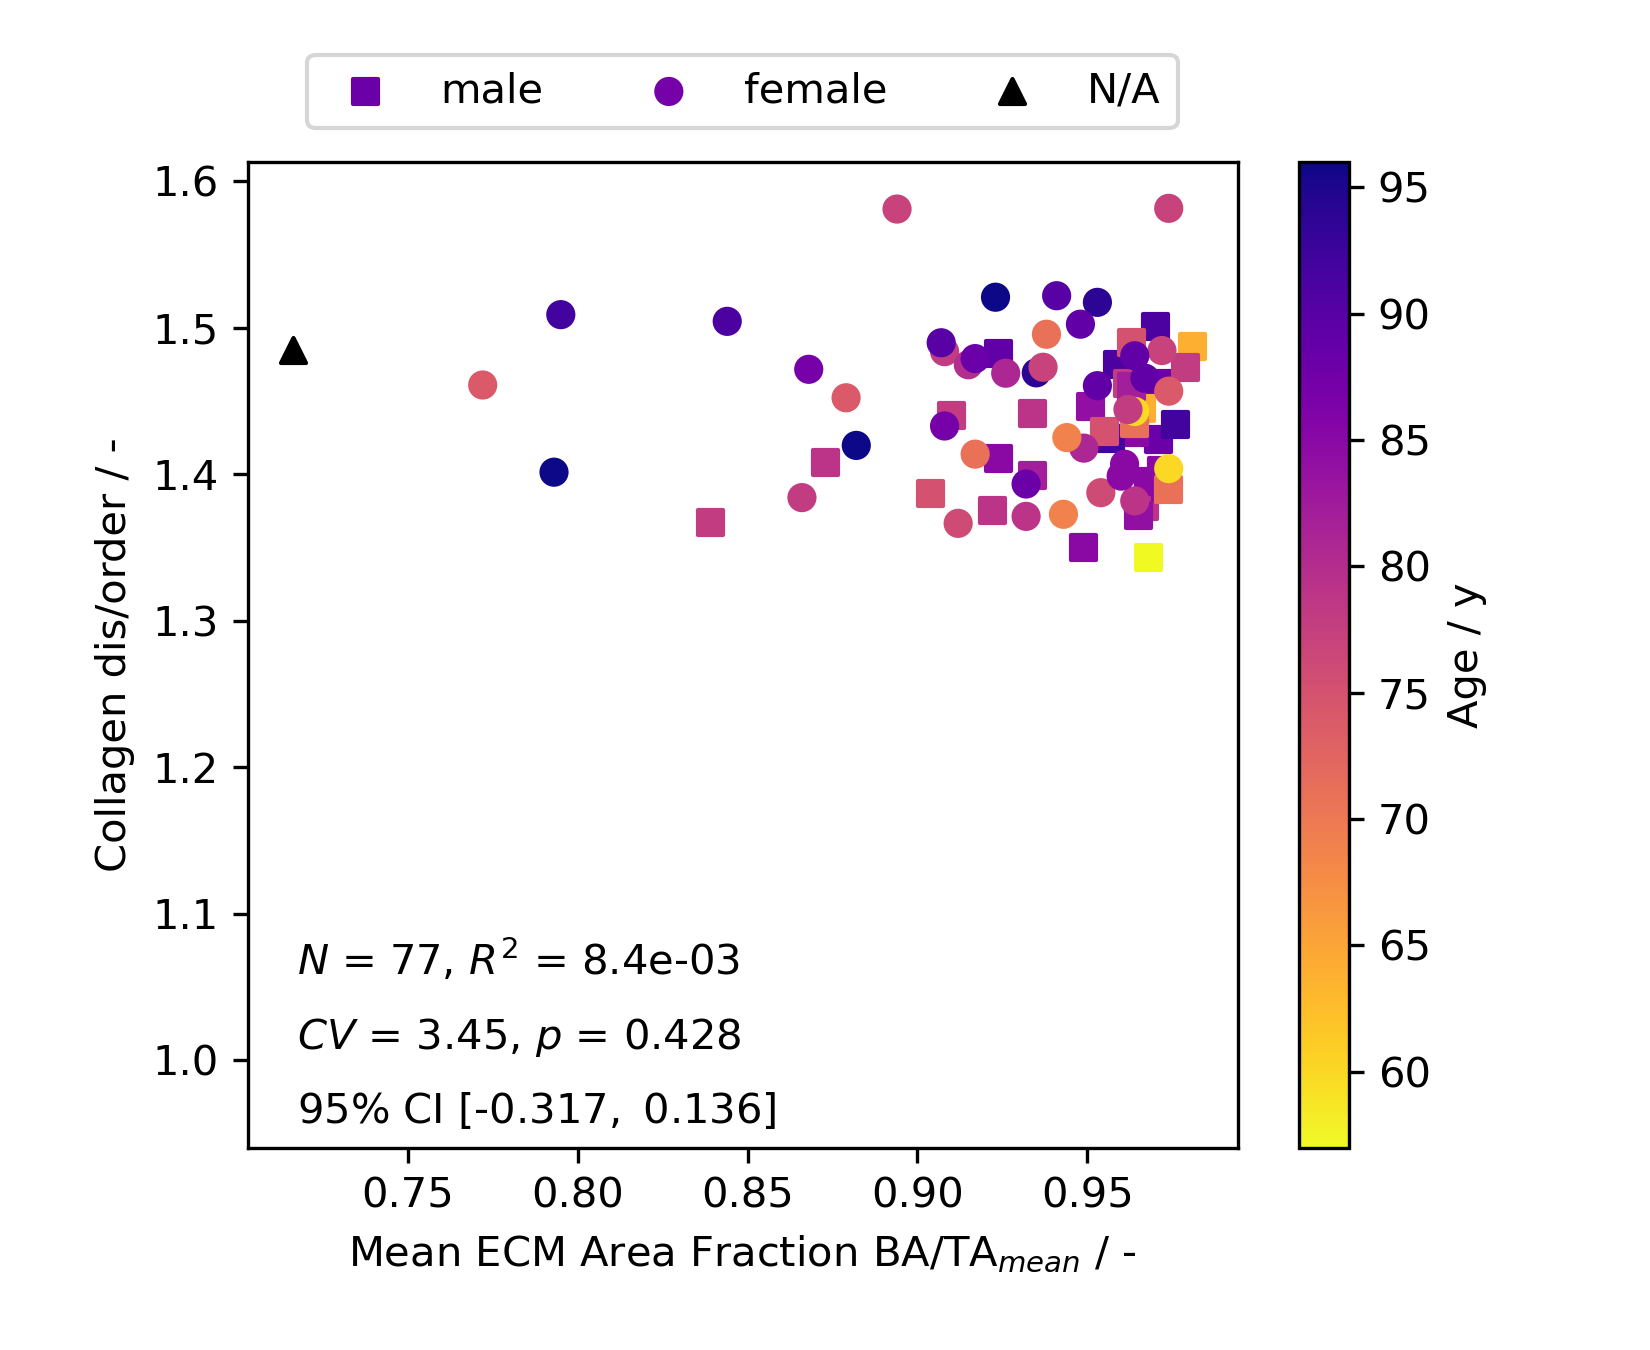 male female N/A
1.6
1.5
1.4
1.3
1.2
1.1
1.0
Collagen dis/order / -
N = 77, R² = 8.4e-03
CV = 3.45, p = 0.428
95% CI [-0.317, 0.136]
0.75 0.80 0.85 0.90 0.95
Mean ECM Area Fraction BA/TAmean / -
95
90
85
80
75
70
65
60
Age / y